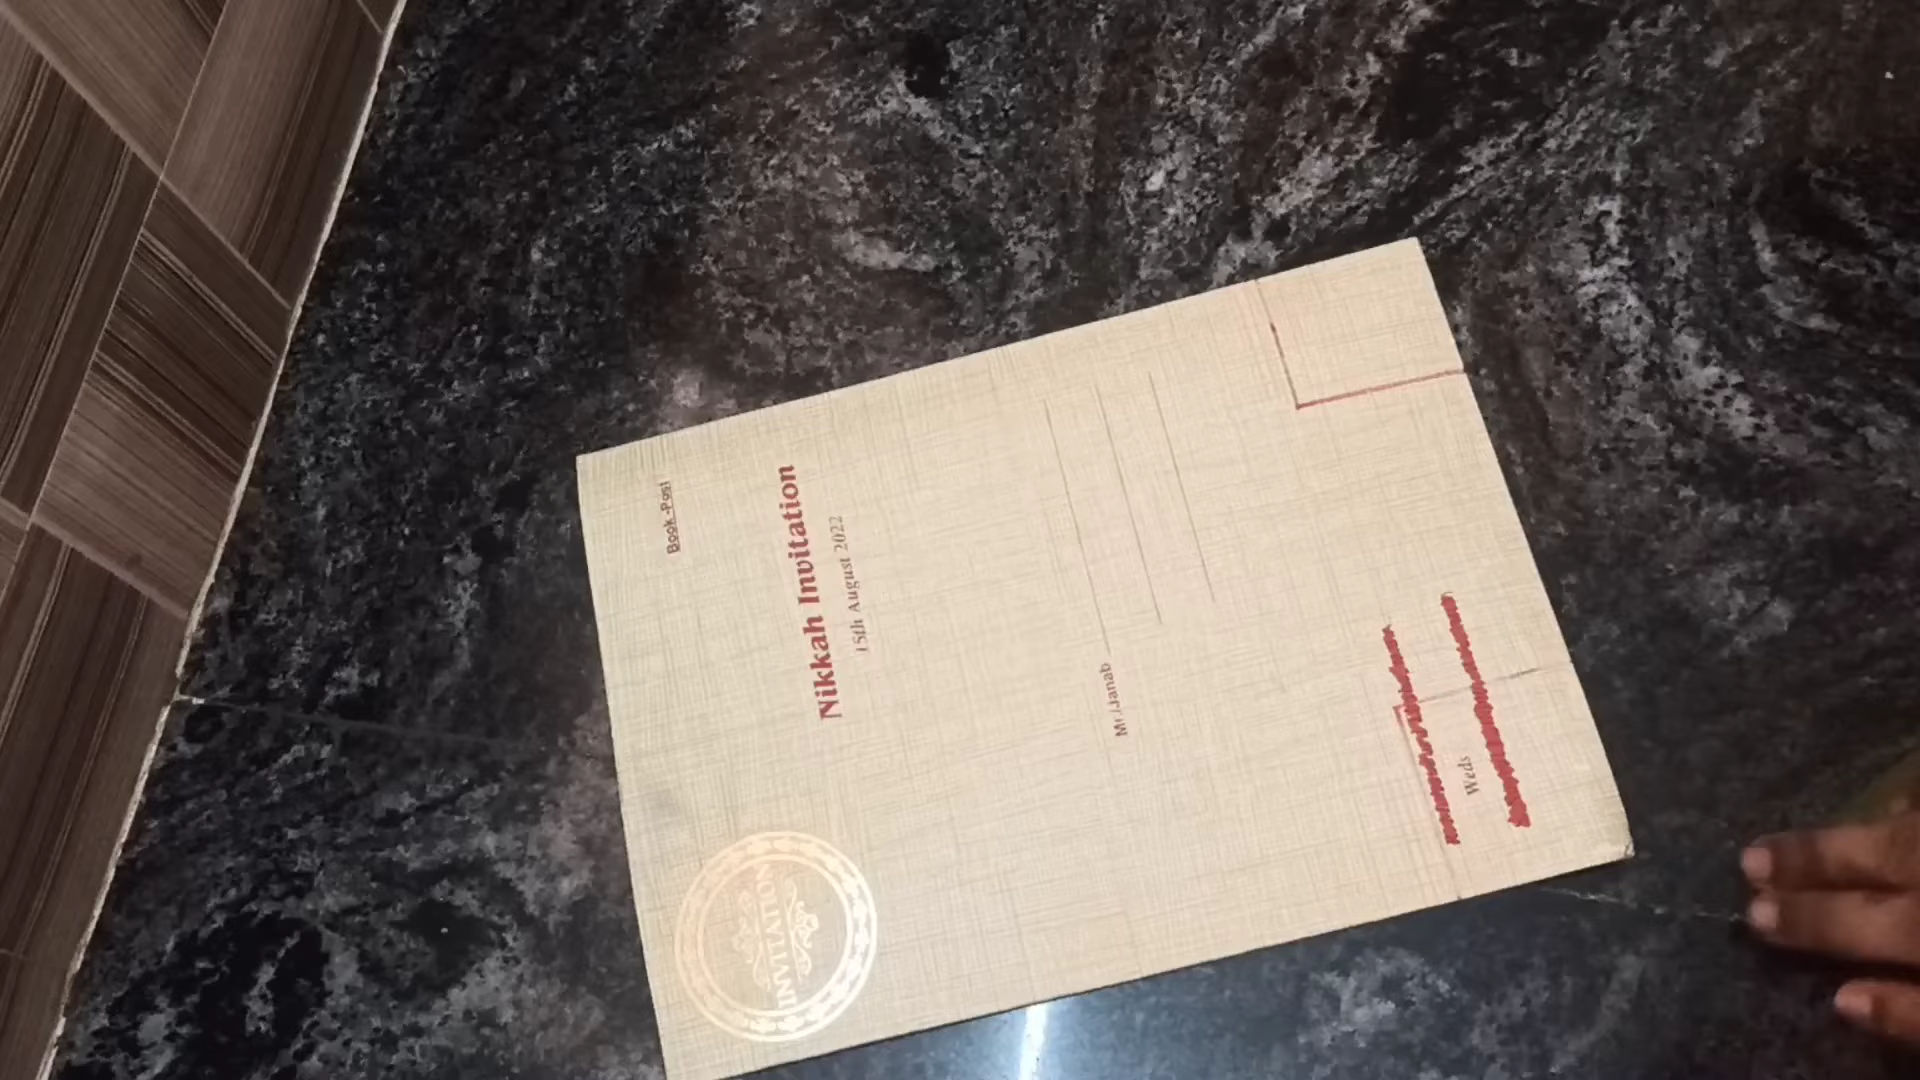 Book-Post
Nikkah Invitation
15th August 2022
INVITATION
Mr./Janab
Weds